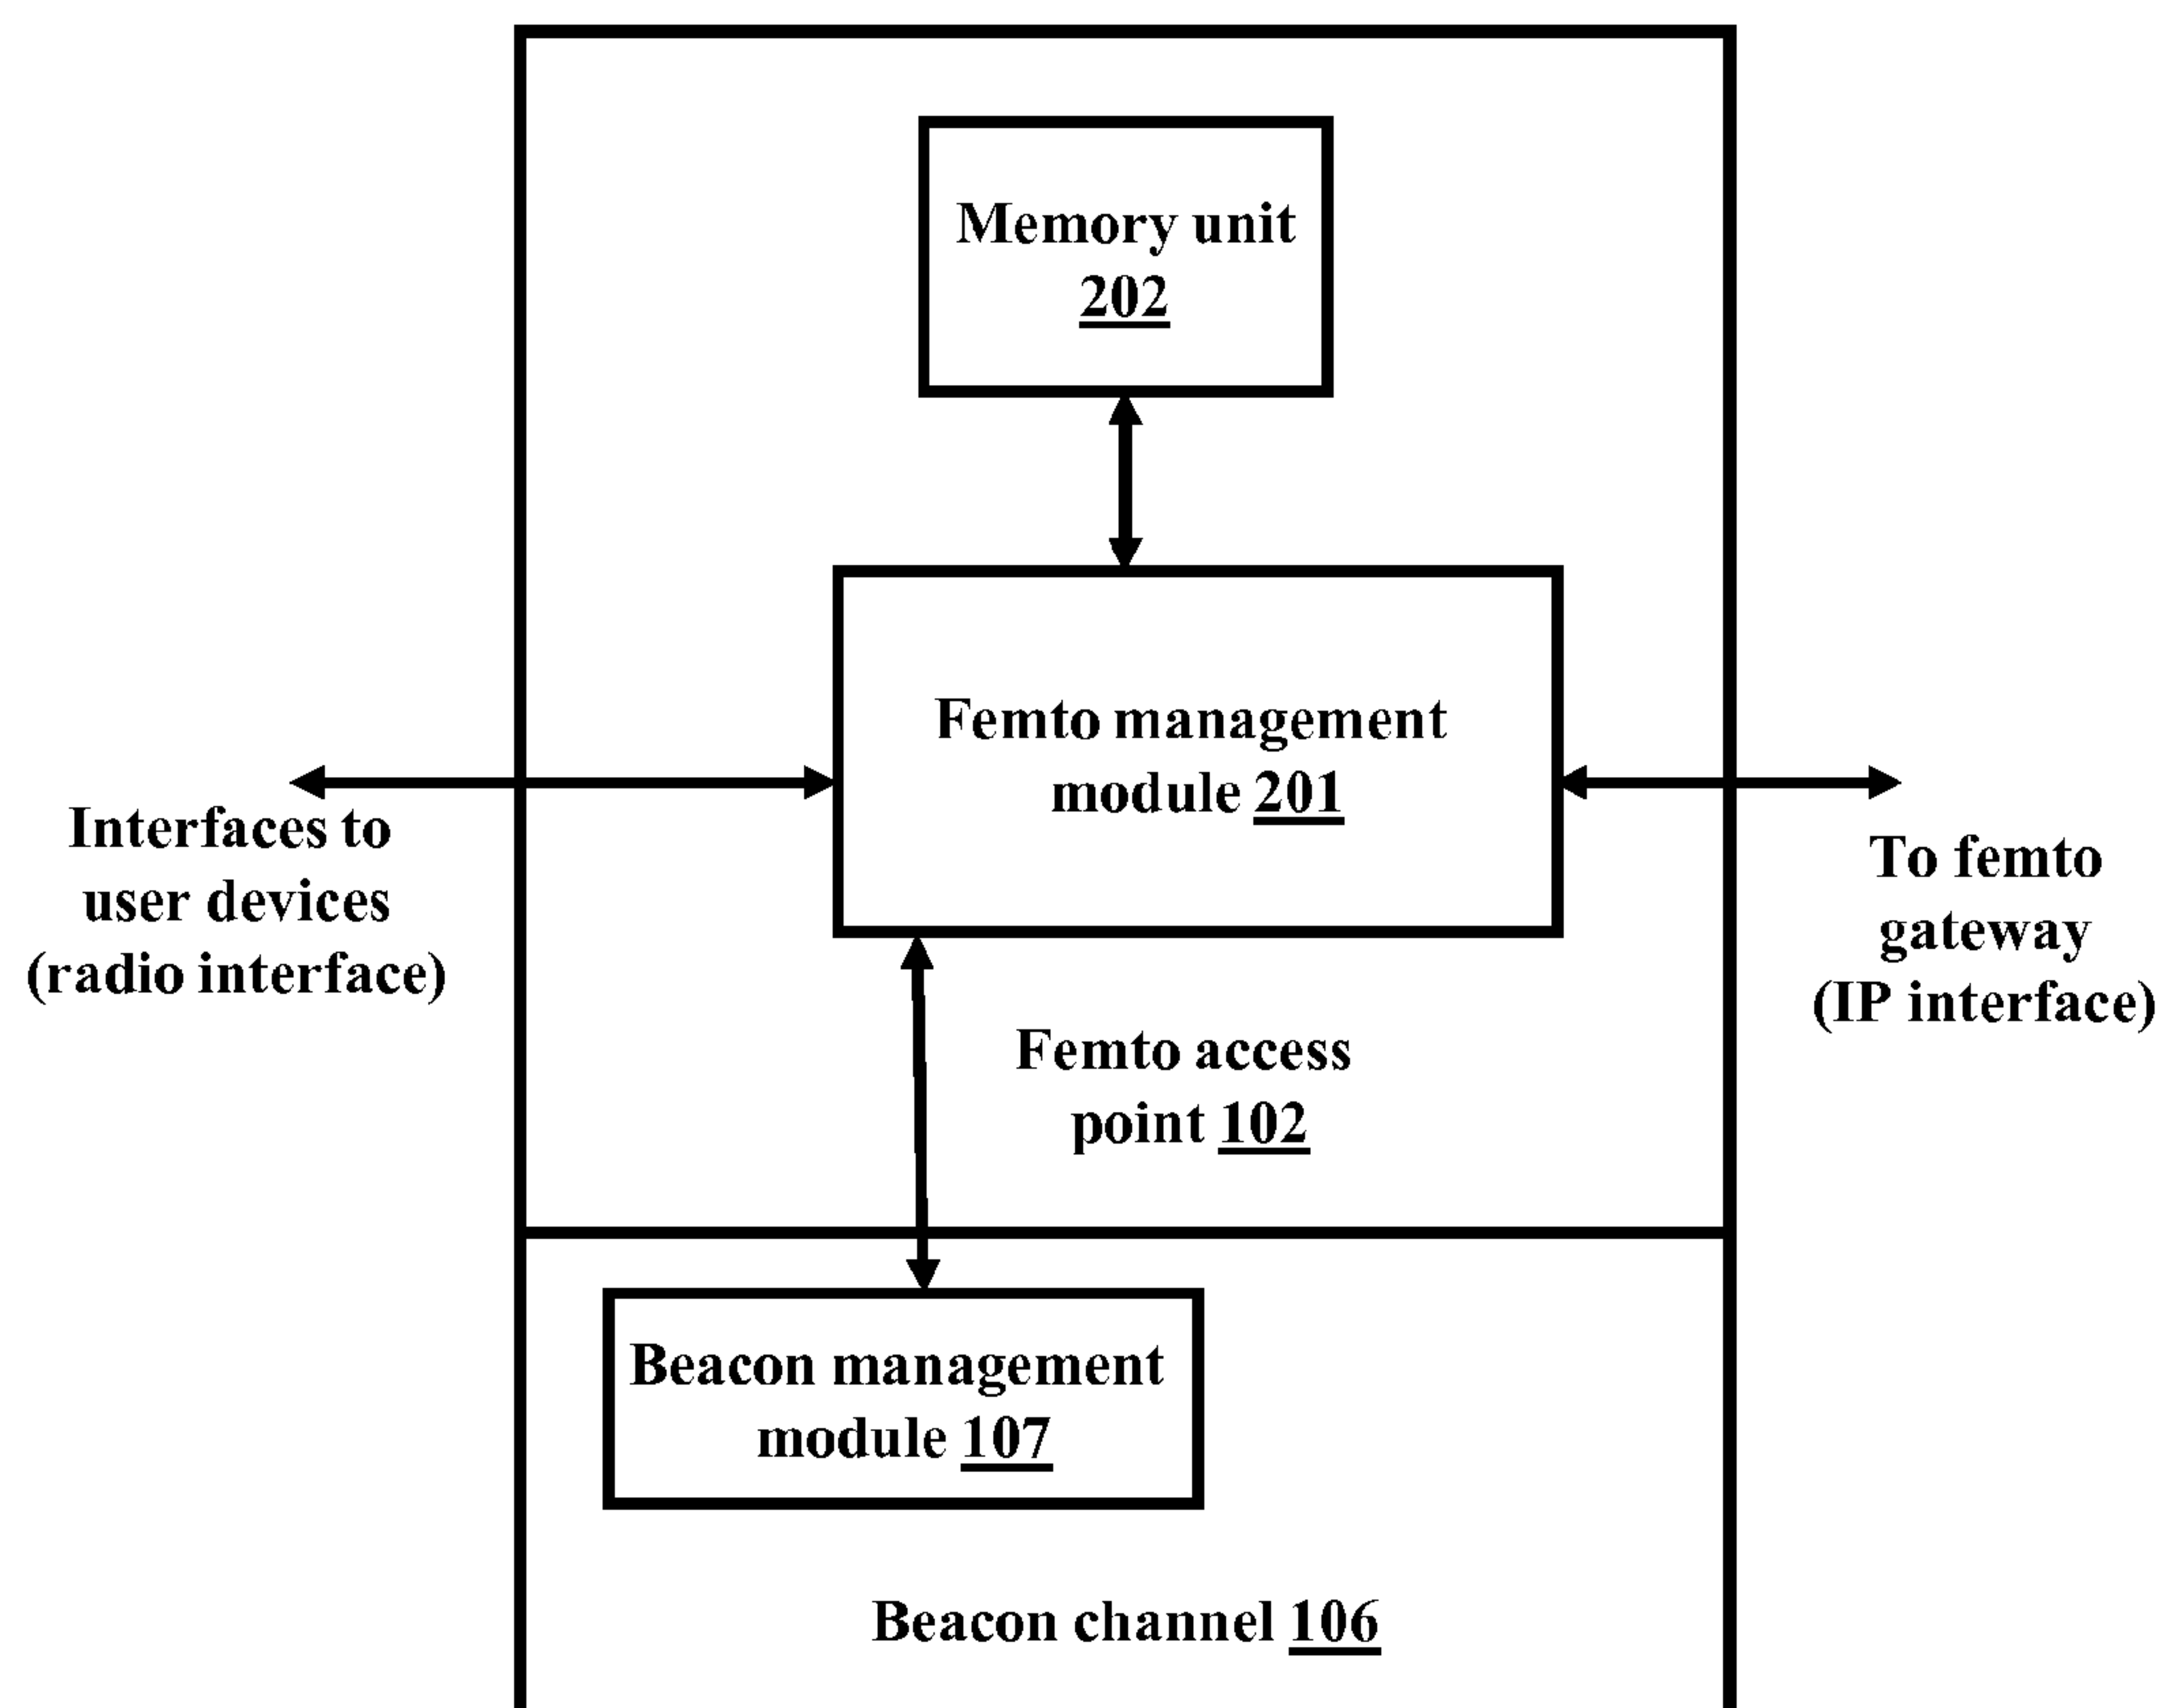 Memory unit
202
Femto management
module 201
Interfaces to
user devices
(radio interface)
To femto
gateway
(IP interface)
Femto access
point 102
Beacon management
module 107
Beacon channel 106